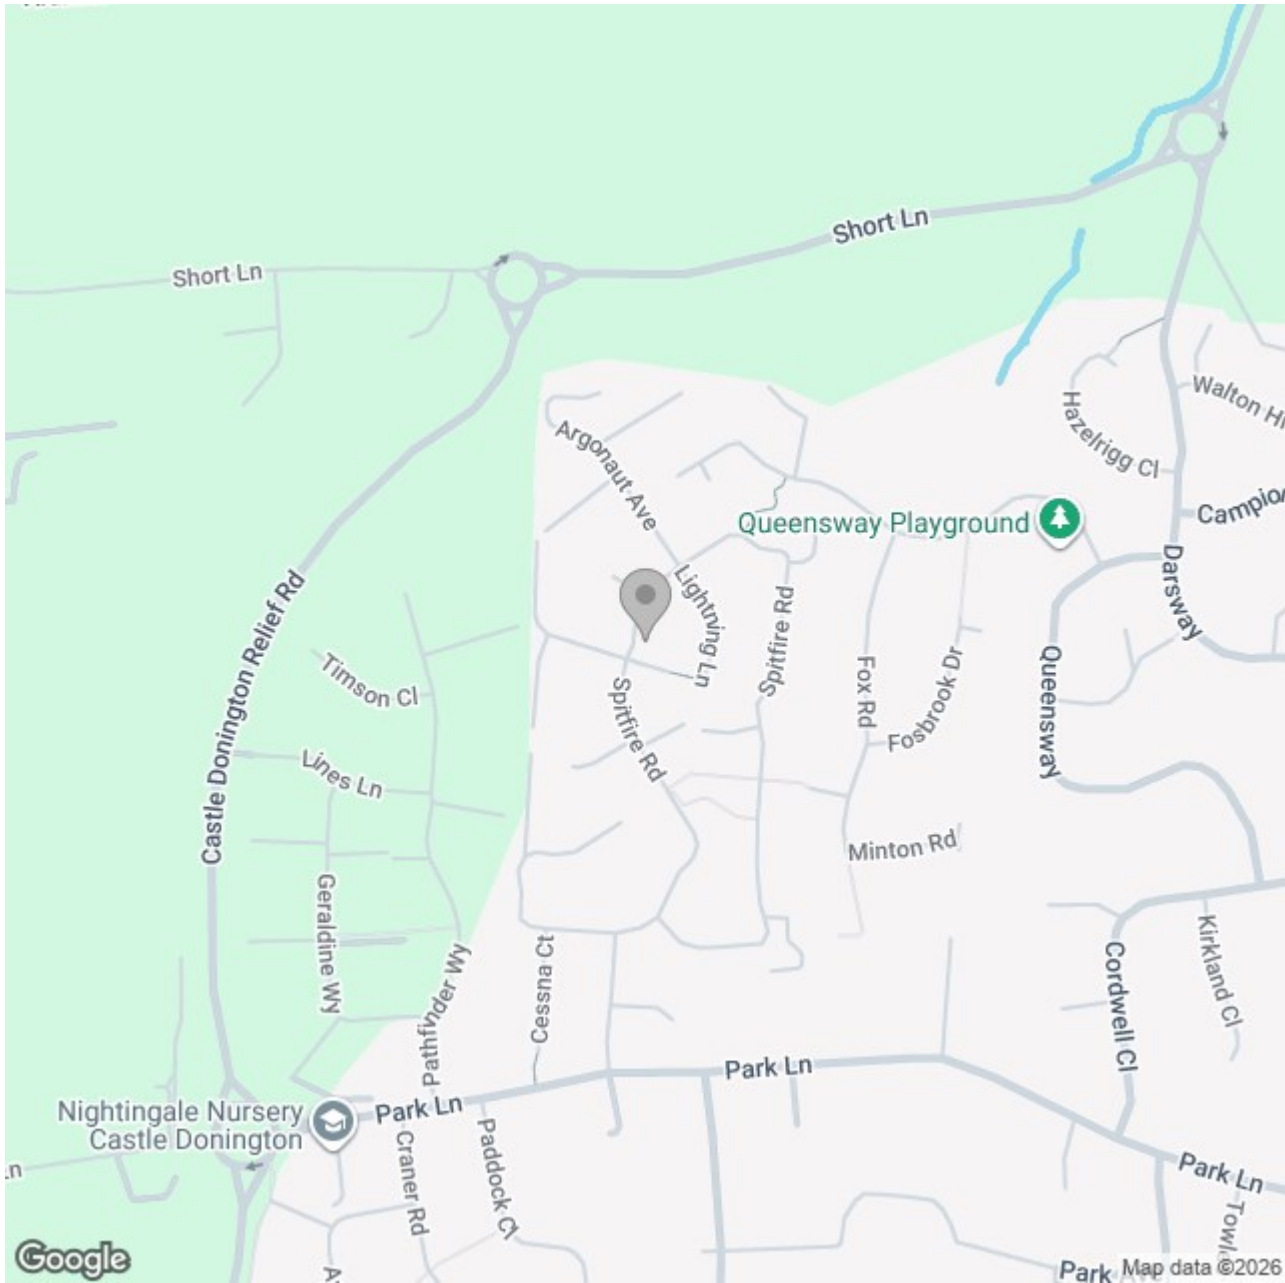 Short Ln
Short Ln
Walton
Hazelrigg Cl
Argonaut Ave
Queensway Playground
Darsway
Castle Donington Relief Rd
Lightning Ln
Spitfire Rd
Timson Cl
Fox Rd
Fosbrook Dr
Queensway
Spitfire Rd
Lines Ln
Minton Rd
Geraldine Wy
Pathfinder Wy
Cessna Ct
Cordwell Cl
Kirkland Cl
Park Ln
Nightingale Nursery
Castle Donington
Park Ln
Craner Rd
Paddock Cl
Park Ln
Park
Google
Map data ©2026